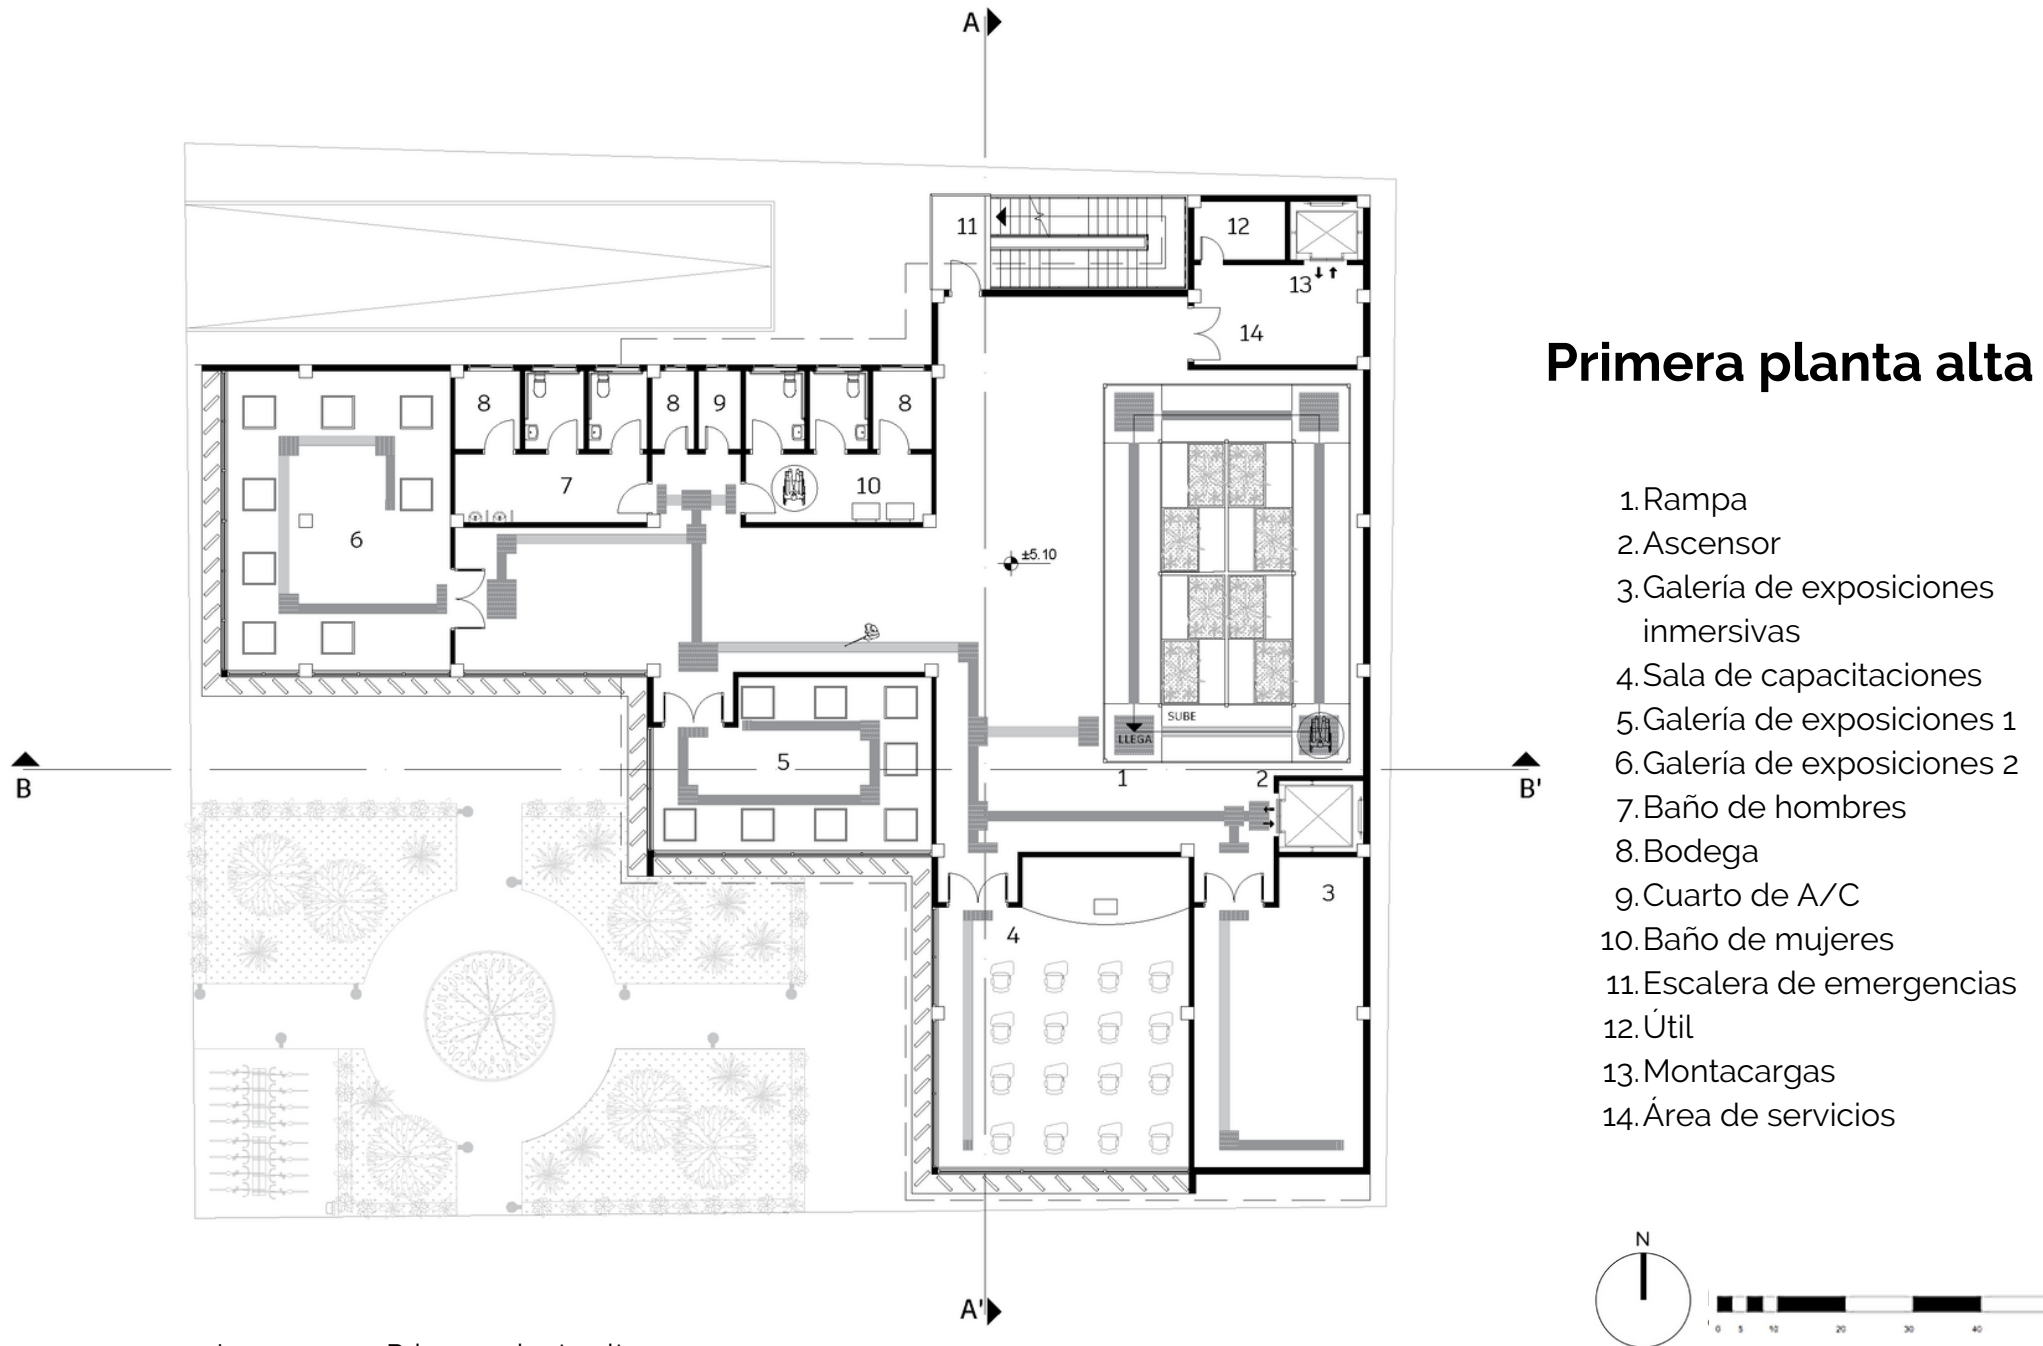 A
11
12
13
14
8
8
9
8
7
10
6
±5.10
SUBE
LLEGA
5
1
2
B
B'
3
4
A'
Primera planta alta
1. Rampa
2. Ascensor
3. Galería de exposiciones
inmersivas
4. Sala de capacitaciones
5. Galería de exposiciones 1
6. Galería de exposiciones 2
7. Baño de hombres
8. Bodega
9. Cuarto de A/C
10. Baño de mujeres
11. Escalera de emergencias
12. Útil
13. Montacargas
14. Área de servicios
N
0 5 10 20 30 40